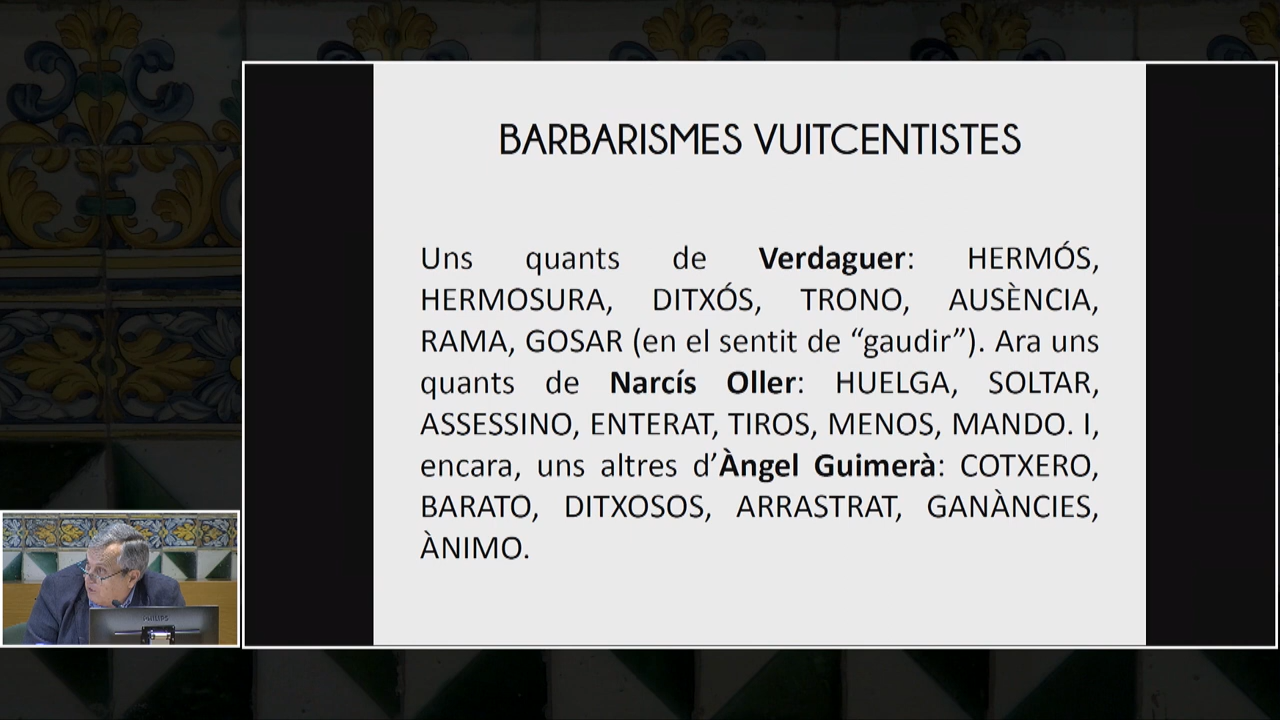 BARBARISMES VUITCENTISTES
Uns quants de Verdaguer: HERMÓS,
HERMOSURA, DITXÓS, TRONO, AUSÈNCIA,
RAMA, GOSAR (en el sentit de “gaudir”). Ara uns
quants de Narcís Oller: HUELGA, SOLTAR,
ASSESSINO, ENTERAT, TIROS, MENOS, MANDO. I,
encara, uns altres d’Àngel Guimerà: COTXERO,
BARATO, DITXOSOS, ARRASTRAT, GANÀNCIES,
ÀNIMO.
PHILIPS